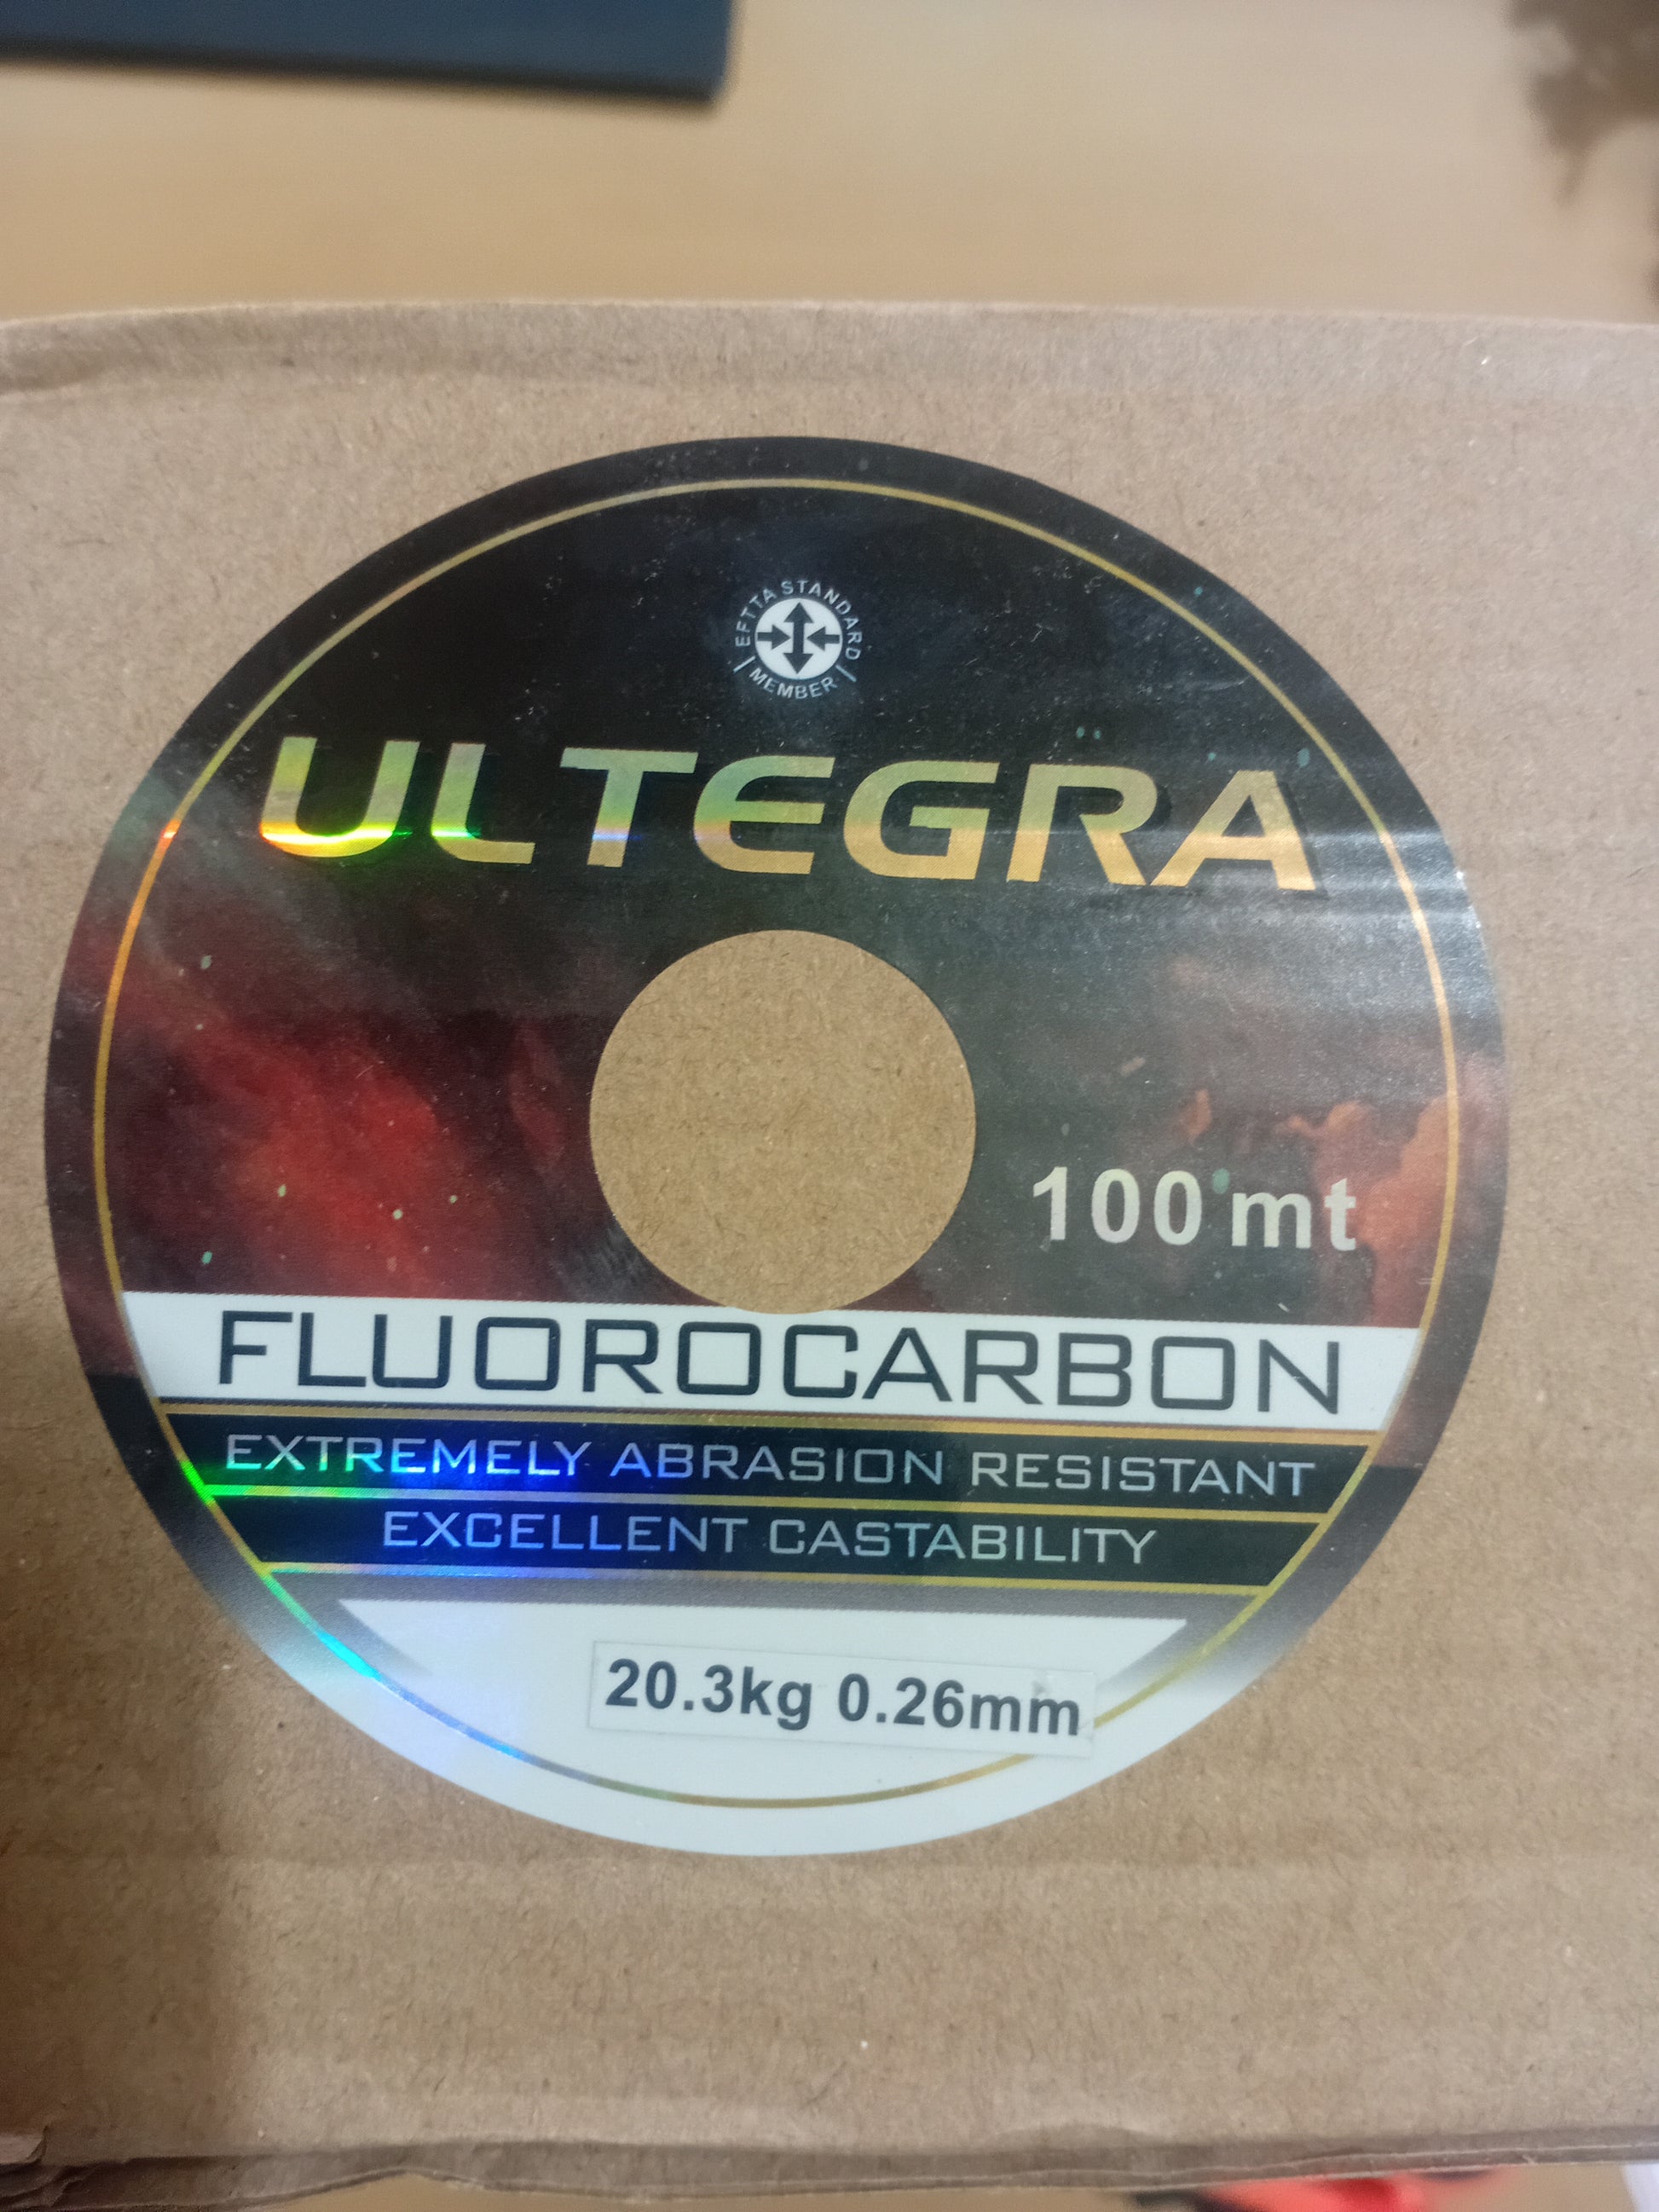 EFTTA STANDARD
MEMBER
ULTEGRA
100 mt
FLUOROCARBON
EXTREMELY ABRASION RESISTANT
EXCELLENT CASTABILITY
20.3kg 0.26mm